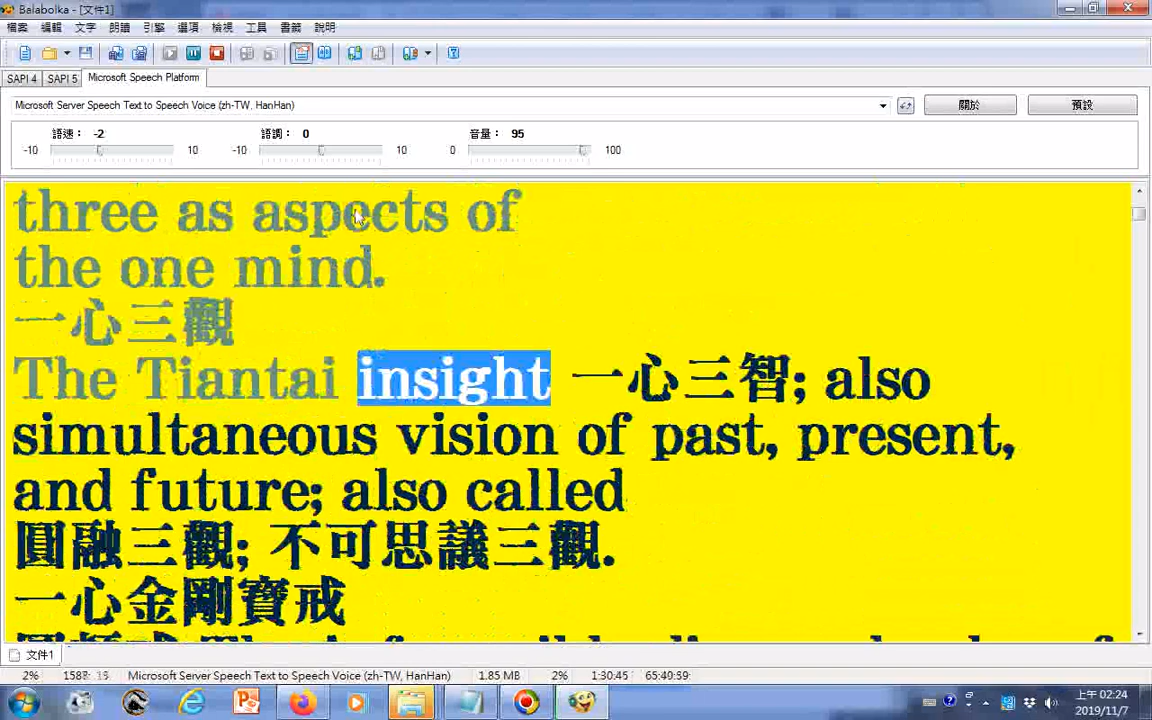 Balabolka - [文件1]
檔案 編輯 文字 朗讀 引擎 選項 檢視 工具 書籤 說明
SAPI 4 SAPI 5 Microsoft Speech Platform
Microsoft Server Speech Text to Speech Voice (zh-TW, HanHan) 關於 預設
語速： -2 語調： 0 音量： 95
-10 10 -10 10 0 100
three as aspects of
the one mind.
一心三觀
The Tiantai insight 一心三智; also
simultaneous vision of past, present,
and future; also called
圓融三觀; 不可思議三觀.
一心金剛寶戒
文件1
2% Microsoft Server Speech Text to Speech Voice (zh-TW, HanHan) 1.85 MB 2% 1:30:45 65:40:59
上午 02:24
2019/11/7